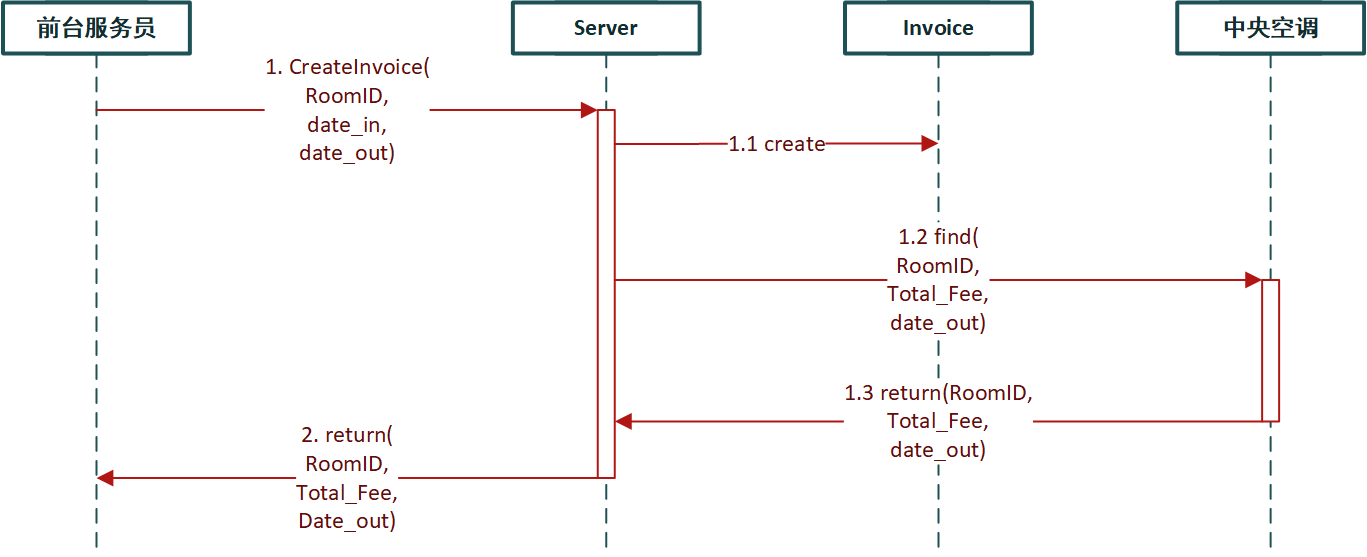 前台服务员
Server
Invoice
中央空调
1. CreateInvoice(
RoomID,
date_in,
date_out)
1.1 create
1.2 find(
RoomID,
Total_Fee,
date_out)
1.3 return(RoomID,
Total_Fee,
date_out)
2. return(
RoomID,
Total_Fee,
Date_out)